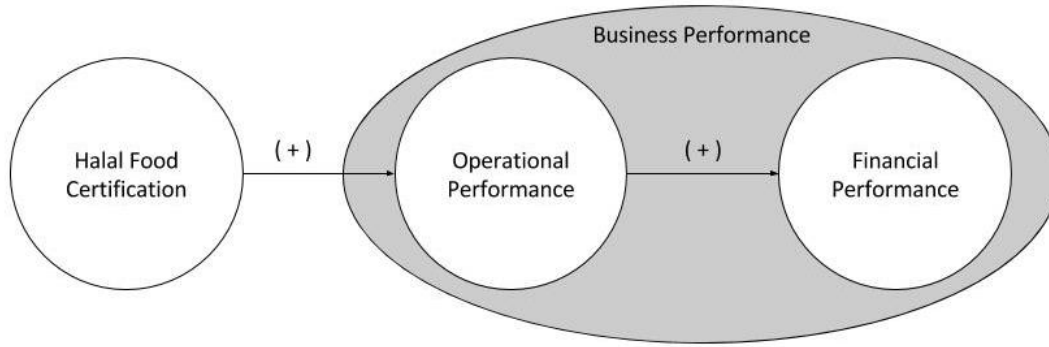 Business Performance
Halal Food
Certification
( + )
Operational
Performance
( + )
Financial
Performance